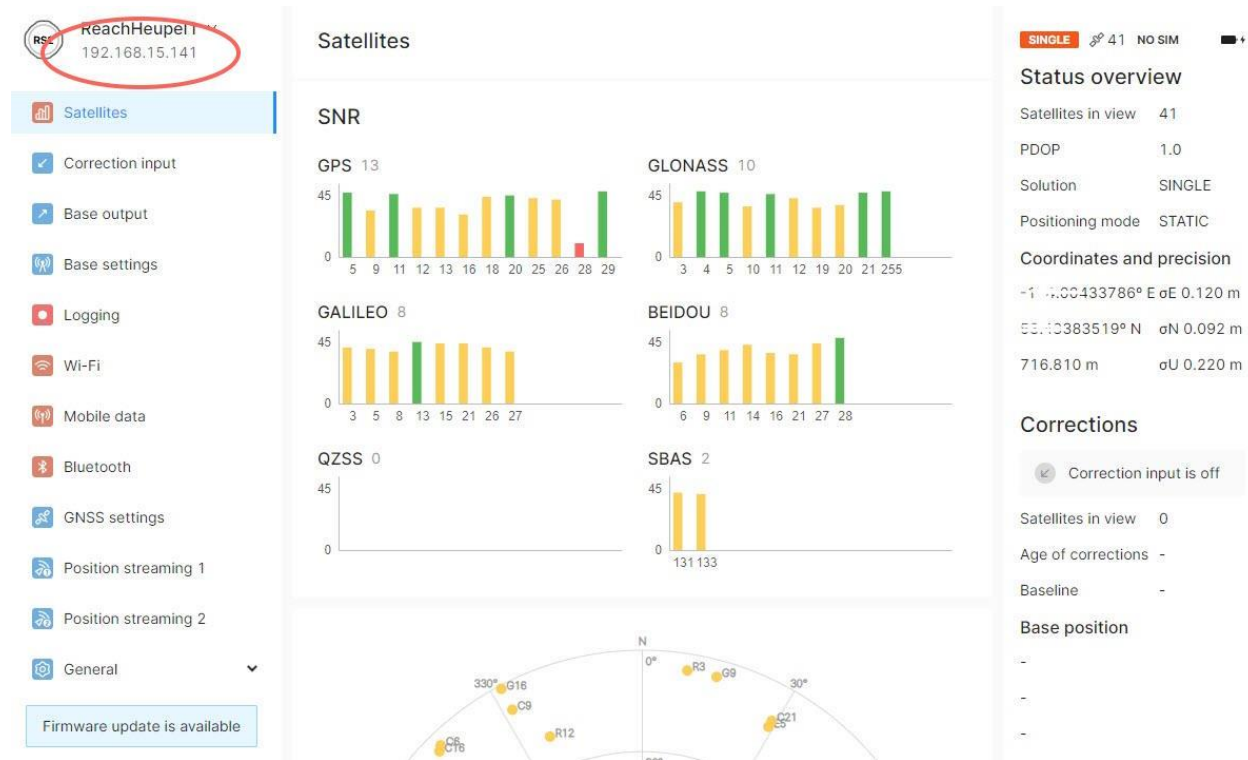 RS2
ReachHeupel1
192.168.15.141
Satellites
Correction input
Base output
Base settings
Logging
Wi-Fi
Mobile data
Bluetooth
GNSS settings
Position streaming 1
Position streaming 2
General
Firmware update is available
Satellites
SNR
GPS 13
45
0
5 9 11 12 13 16 18 20 25 26 28 29
GLONASS 10
45
0
3 4 5 10 11 12 19 20 21 255
GALILEO 8
45
0
3 5 8 13 15 21 26 27
BEIDOU 8
45
0
6 9 11 14 16 21 27 28
QZSS 0
45
0
SBAS 2
45
0
131 133
N
0°
R3
G9
330°
G16
30°
C9
C21
E5
R12
C6
C16
SINGLE 41 NO SIM
Status overview
Satellites in view 41
PDOP 1.0
Solution SINGLE
Positioning mode STATIC
Coordinates and precision
E σE 0.120 m
N σN 0.092 m
716.810 m σU 0.220 m
Corrections
Correction input is off
Satellites in view 0
Age of corrections -
Baseline -
Base position
-
-
-